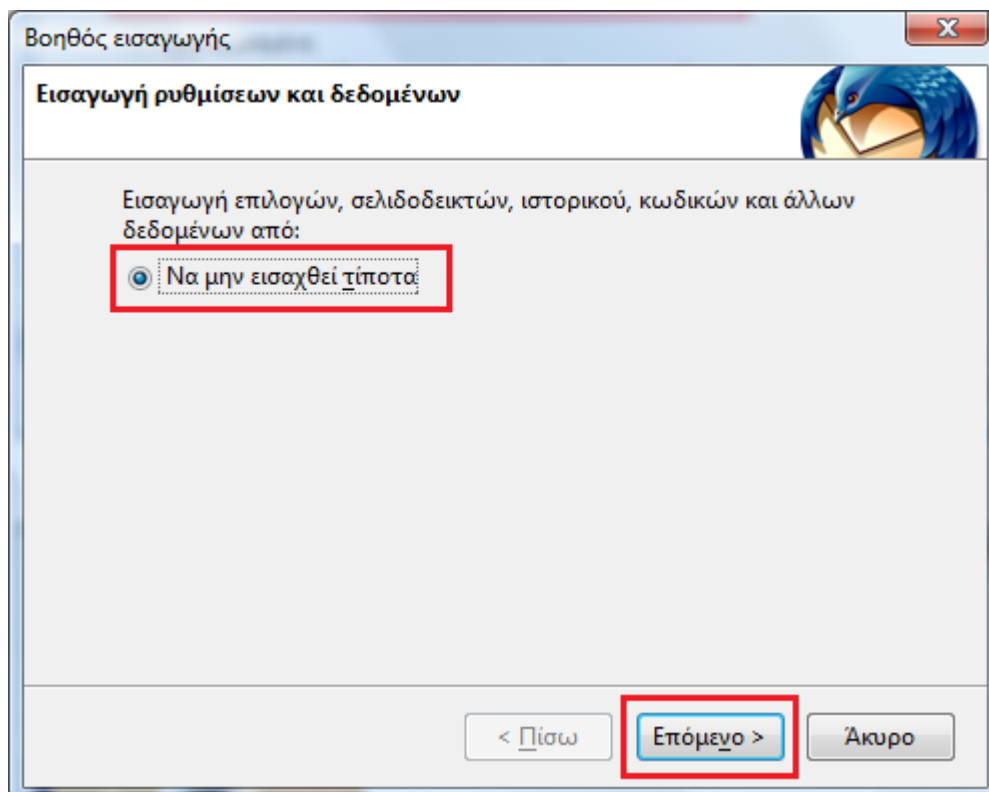 Βοηθός εισαγωγής
Εισαγωγή ρυθμίσεων και δεδομένων
Εισαγωγή επιλογών, σελιδοδεικτών, ιστορικού, κωδικών και άλλων
δεδομένων από:
Να μην εισαχθεί τίποτα
< Πίσω Επόμενο > Άκυρο